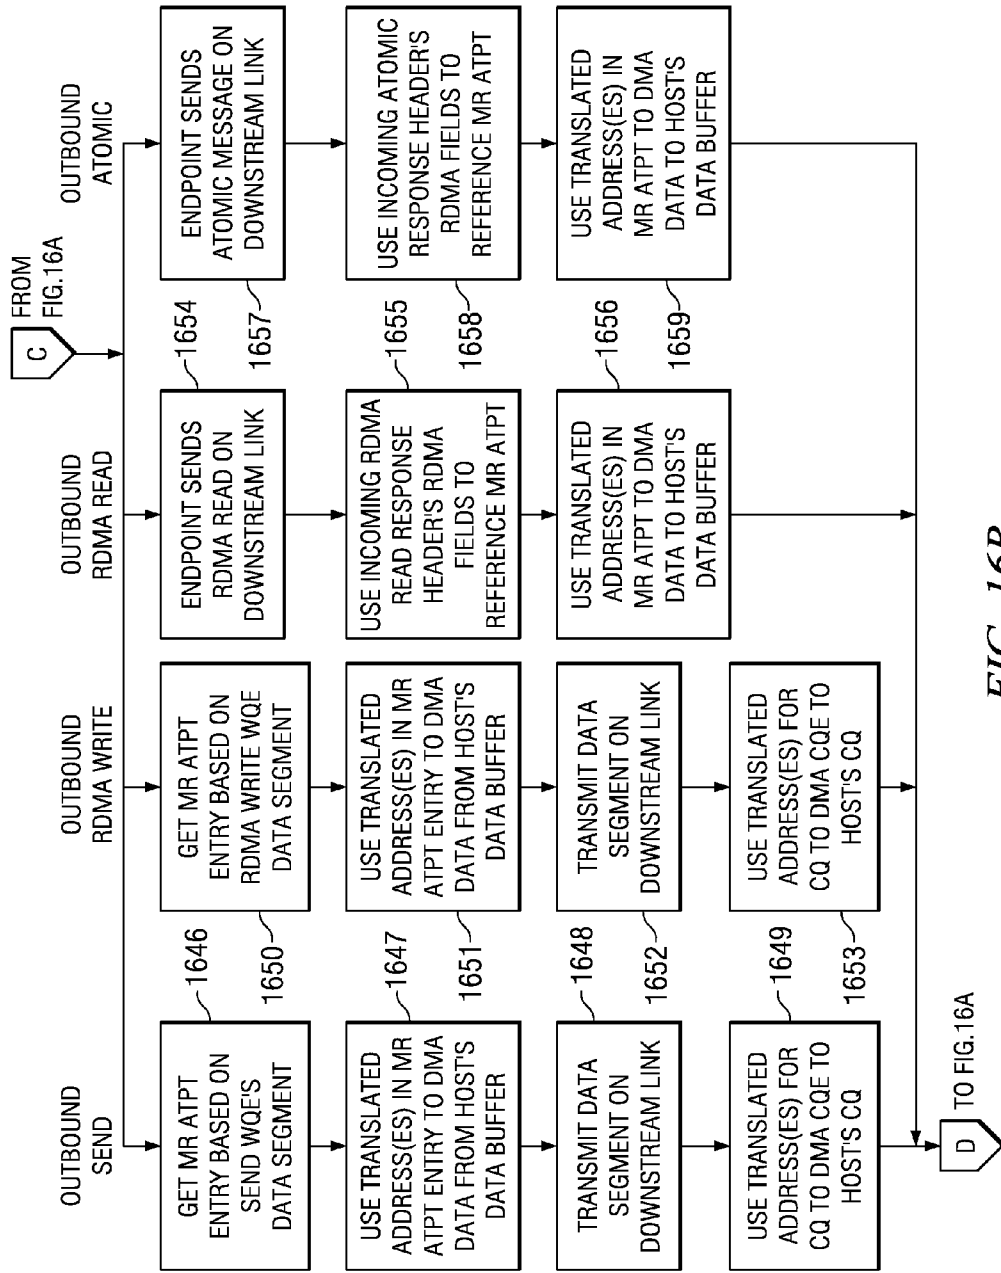 FROM
FIG.16A
C
OUTBOUND
SEND
GET MR ATPT
ENTRY BASED ON
SEND WQE'S
DATA SEGMENT
1646
USE TRANSLATED
ADDRESS(ES) IN MR
ATPT ENTRY TO DMA
DATA FROM HOST'S
DATA BUFFER
1647
TRANSMIT DATA
SEGMENT ON
DOWNSTREAM LINK
1648
USE TRANSLATED
ADDRESS(ES) FOR
CQ TO DMA CQE TO
HOST'S CQ
1649
OUTBOUND
RDMA WRITE
GET MR ATPT
ENTRY BASED ON
RDMA WRITE WQE
DATA SEGMENT
1650
USE TRANSLATED
ADDRESS(ES) IN MR
ATPT ENTRY TO DMA
DATA FROM HOST'S
DATA BUFFER
1651
TRANSMIT DATA
SEGMENT ON
DOWNSTREAM LINK
1652
USE TRANSLATED
ADDRESS(ES) FOR
CQ TO DMA CQE TO
HOST'S CQ
1653
OUTBOUND
RDMA READ
ENDPOINT SENDS
RDMA READ ON
DOWNSTREAM LINK
1654
USE INCOMING RDMA
READ RESPONSE
HEADER'S RDMA
FIELDS TO
REFERENCE MR ATPT
1655
USE TRANSLATED
ADDRESS(ES) IN
MR ATPT TO DMA
DATA TO HOST'S
DATA BUFFER
1656
OUTBOUND
ATOMIC
ENDPOINT SENDS
ATOMIC MESSAGE ON
DOWNSTREAM LINK
1657
USE INCOMING ATOMIC
RESPONSE HEADER'S
RDMA FIELDS TO
REFERENCE MR ATPT
1658
USE TRANSLATED
ADDRESS(ES) IN
MR ATPT TO DMA
DATA TO HOST'S
DATA BUFFER
1659
D
TO FIG.16A
FIG. 16B